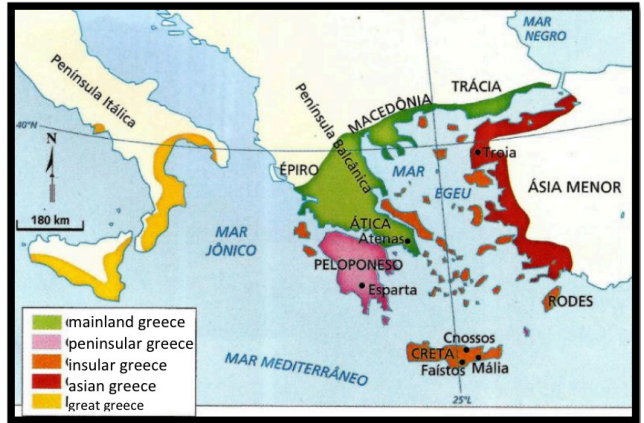 MAR
NEGRO
Península Itálica
TRÁCIA
MACEDÔNIA
Península Balcânica
40°N
N
Troia
ÉPIRO
MAR
EGEU
ÁSIA MENOR
180 km
MAR
JÔNICO
ÁTICA
Atenas
PELOPONESO
Esparta
RODES
mainland greece
peninsular greece
insular greece
asian greece
great greece
MAR MEDITERRÂNEO
Cnossos
CRETA
Faístos
Mália
25°L